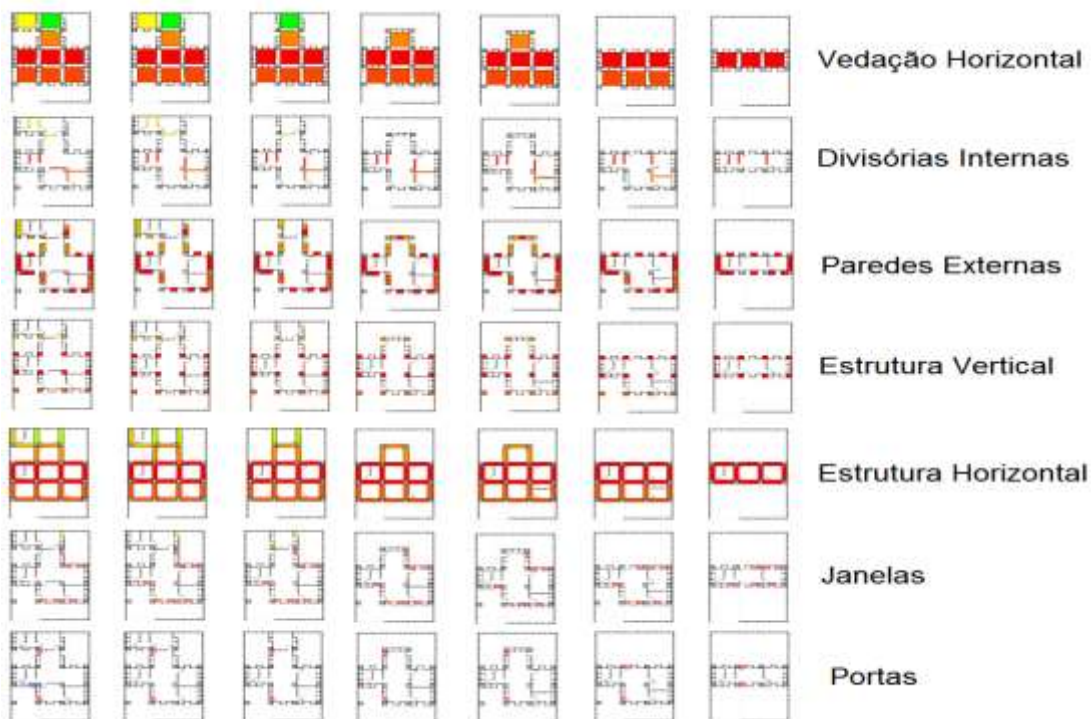 Vedação Horizontal
Divisórias Internas
Paredes Externas
Estrutura Vertical
Estrutura Horizontal
Janelas
Portas